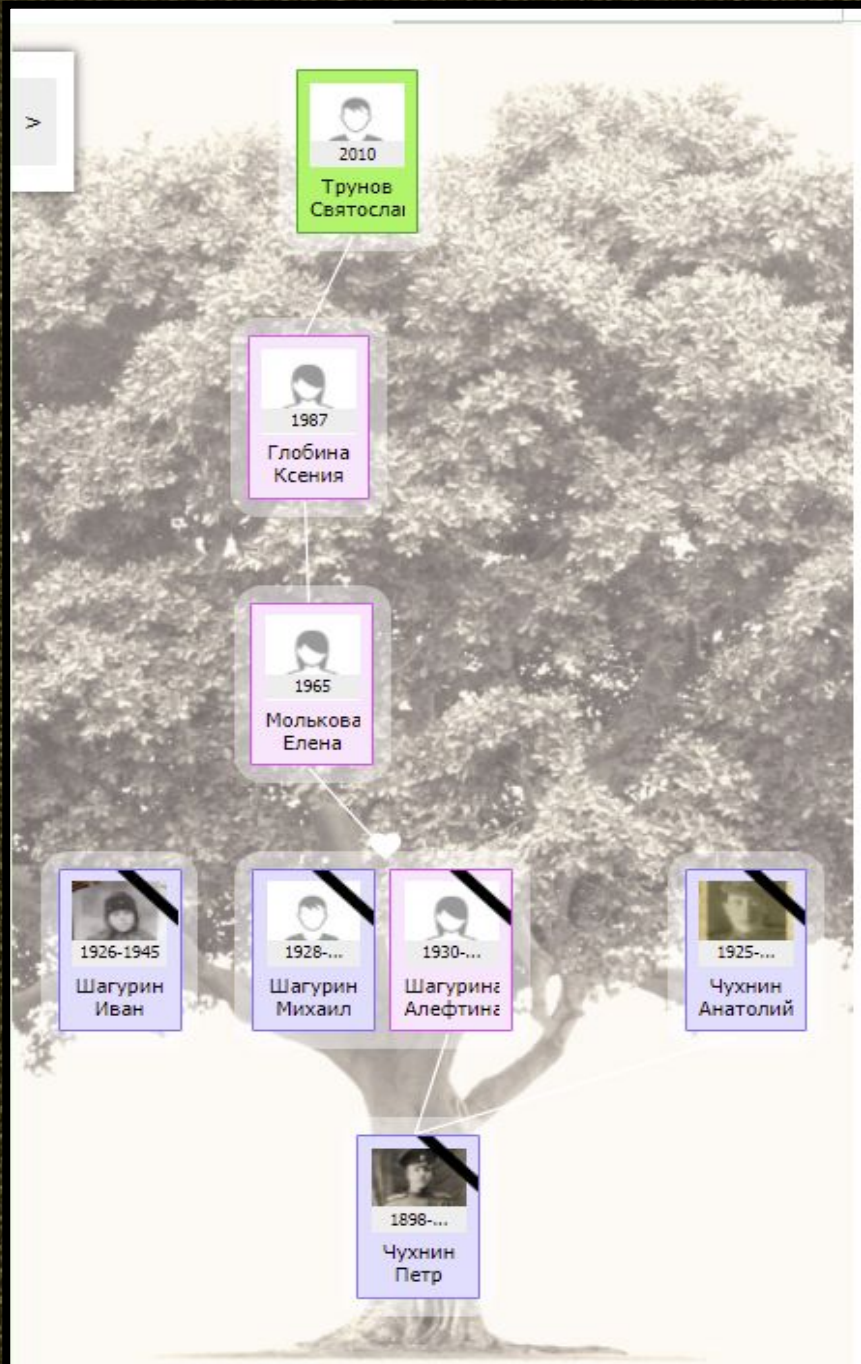 >
2010
Трунов
Святослав
1987
Глобина
Ксения
1965
Молькова
Елена
1926-1945
Шагурин
Иван
1928-...
Шагурин
Михаил
1930-...
Шагурина
Алефтина
1925-...
Чухнин
Анатолий
1898-...
Чухнин
Петр